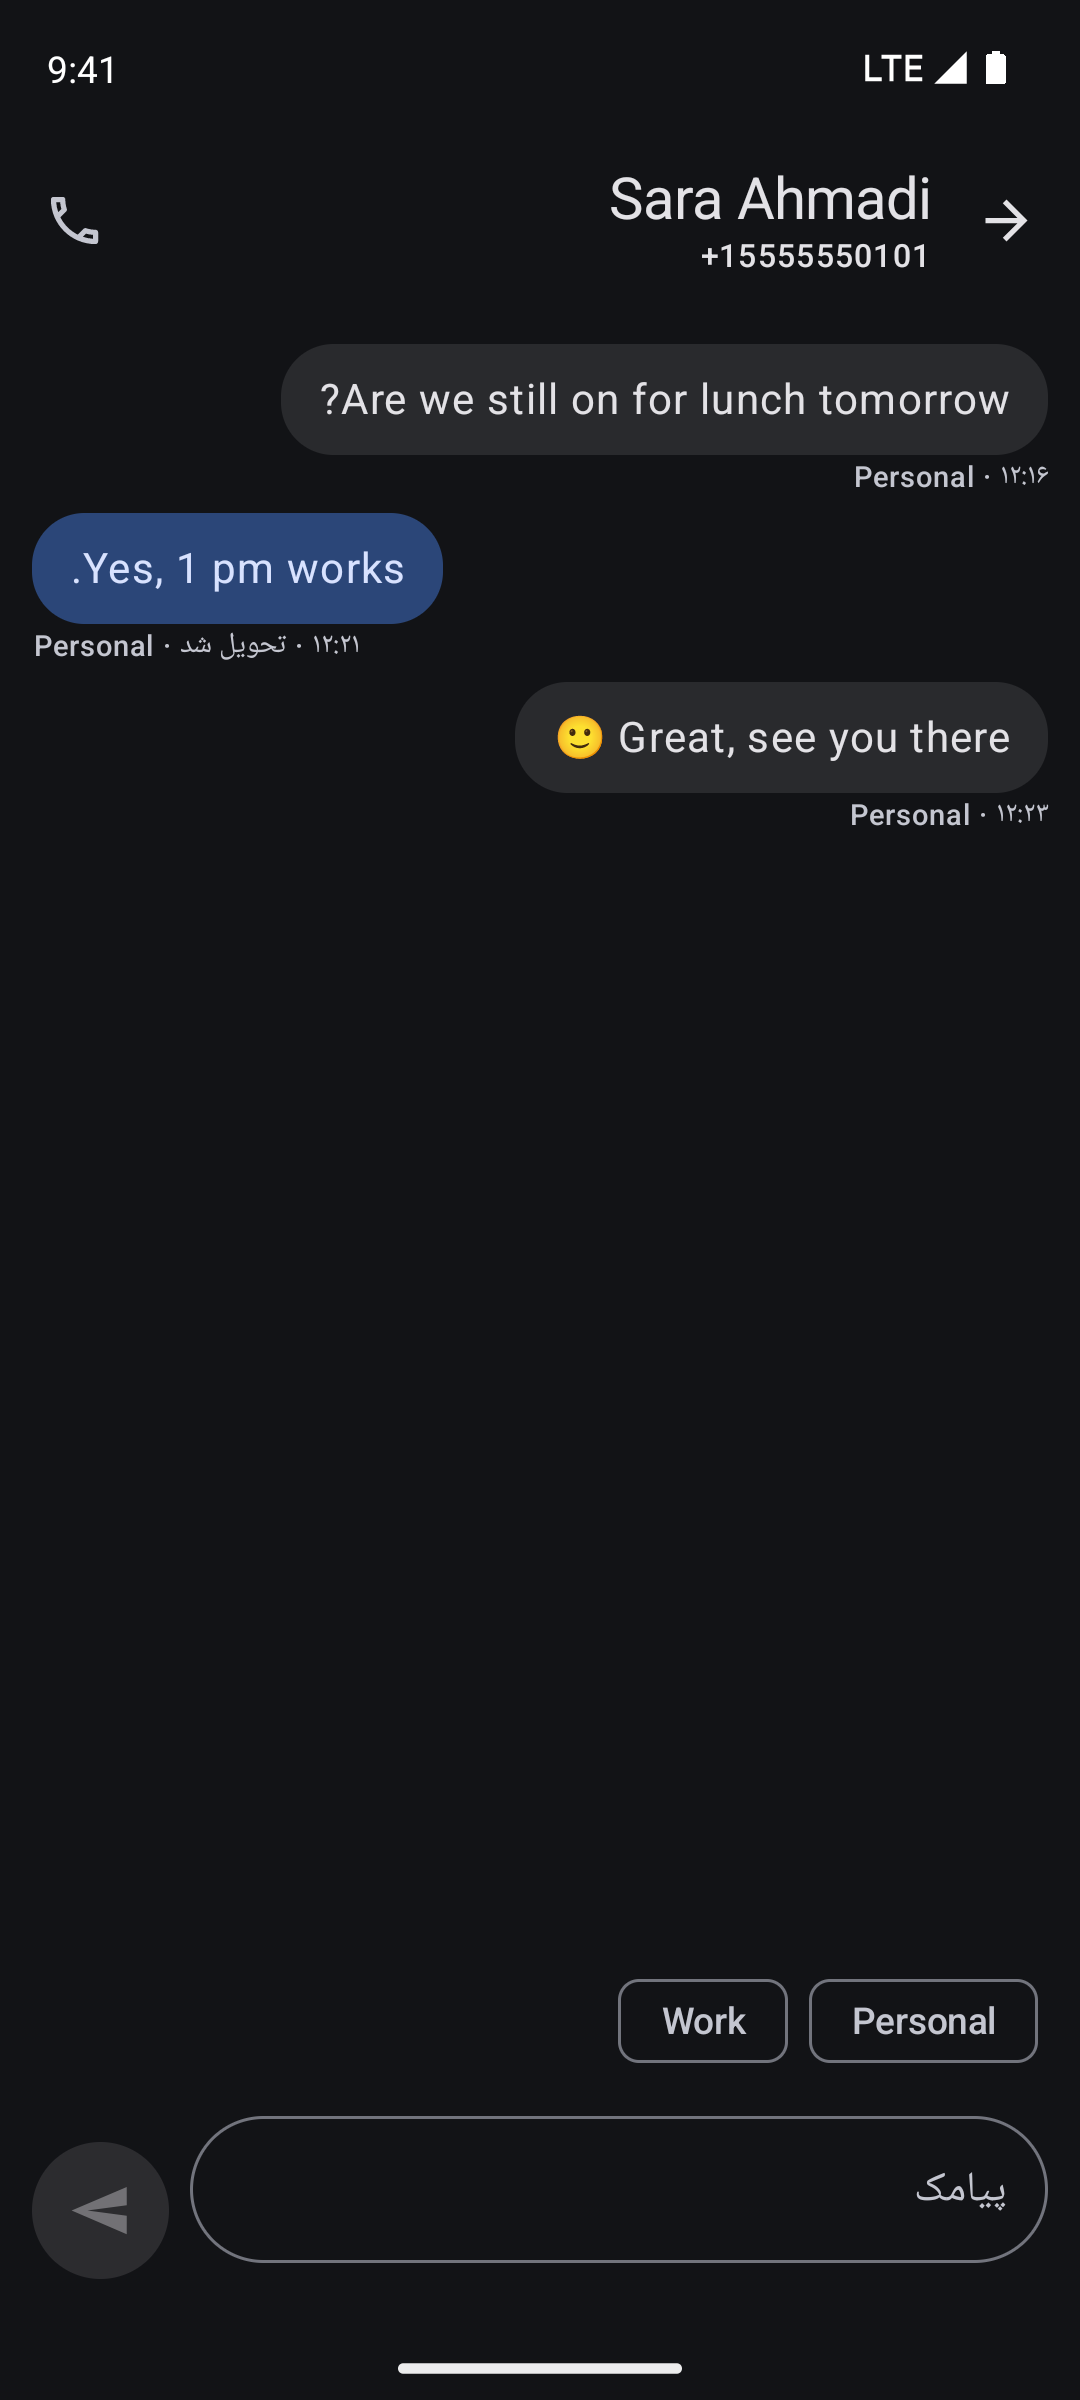 9:41 LTE
Sara Ahmadi
+15555550101
Are we still on for lunch tomorrow?
۱۲:۱۶ · Personal
Yes, 1 pm works.
۱۲:۲۱ · تحویل شد · Personal
Great, see you there 🙂
۱۲:۲۳ · Personal
Personal
Work
پیامک